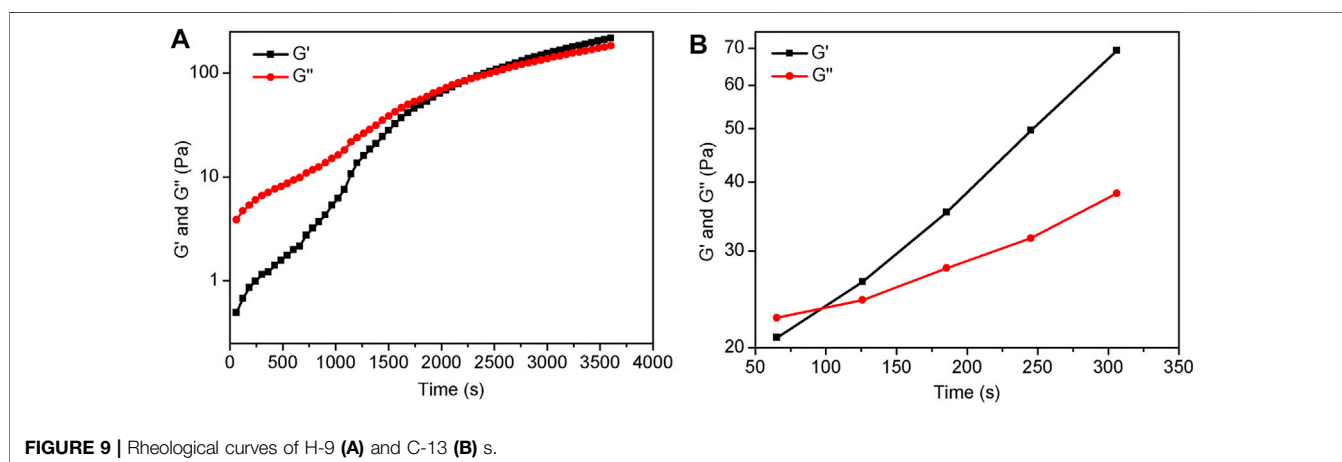 A
G'
G''
G' and G'' (Pa)
100
10
1
0 500 1000 1500 2000 2500 3000 3500 4000
Time (s)
B
G'
G''
G' and G'' (Pa)
70
60
50
40
30
20
50 100 150 200 250 300 350
Time (s)
FIGURE 9 | Rheological curves of H-9 (A) and C-13 (B) s.